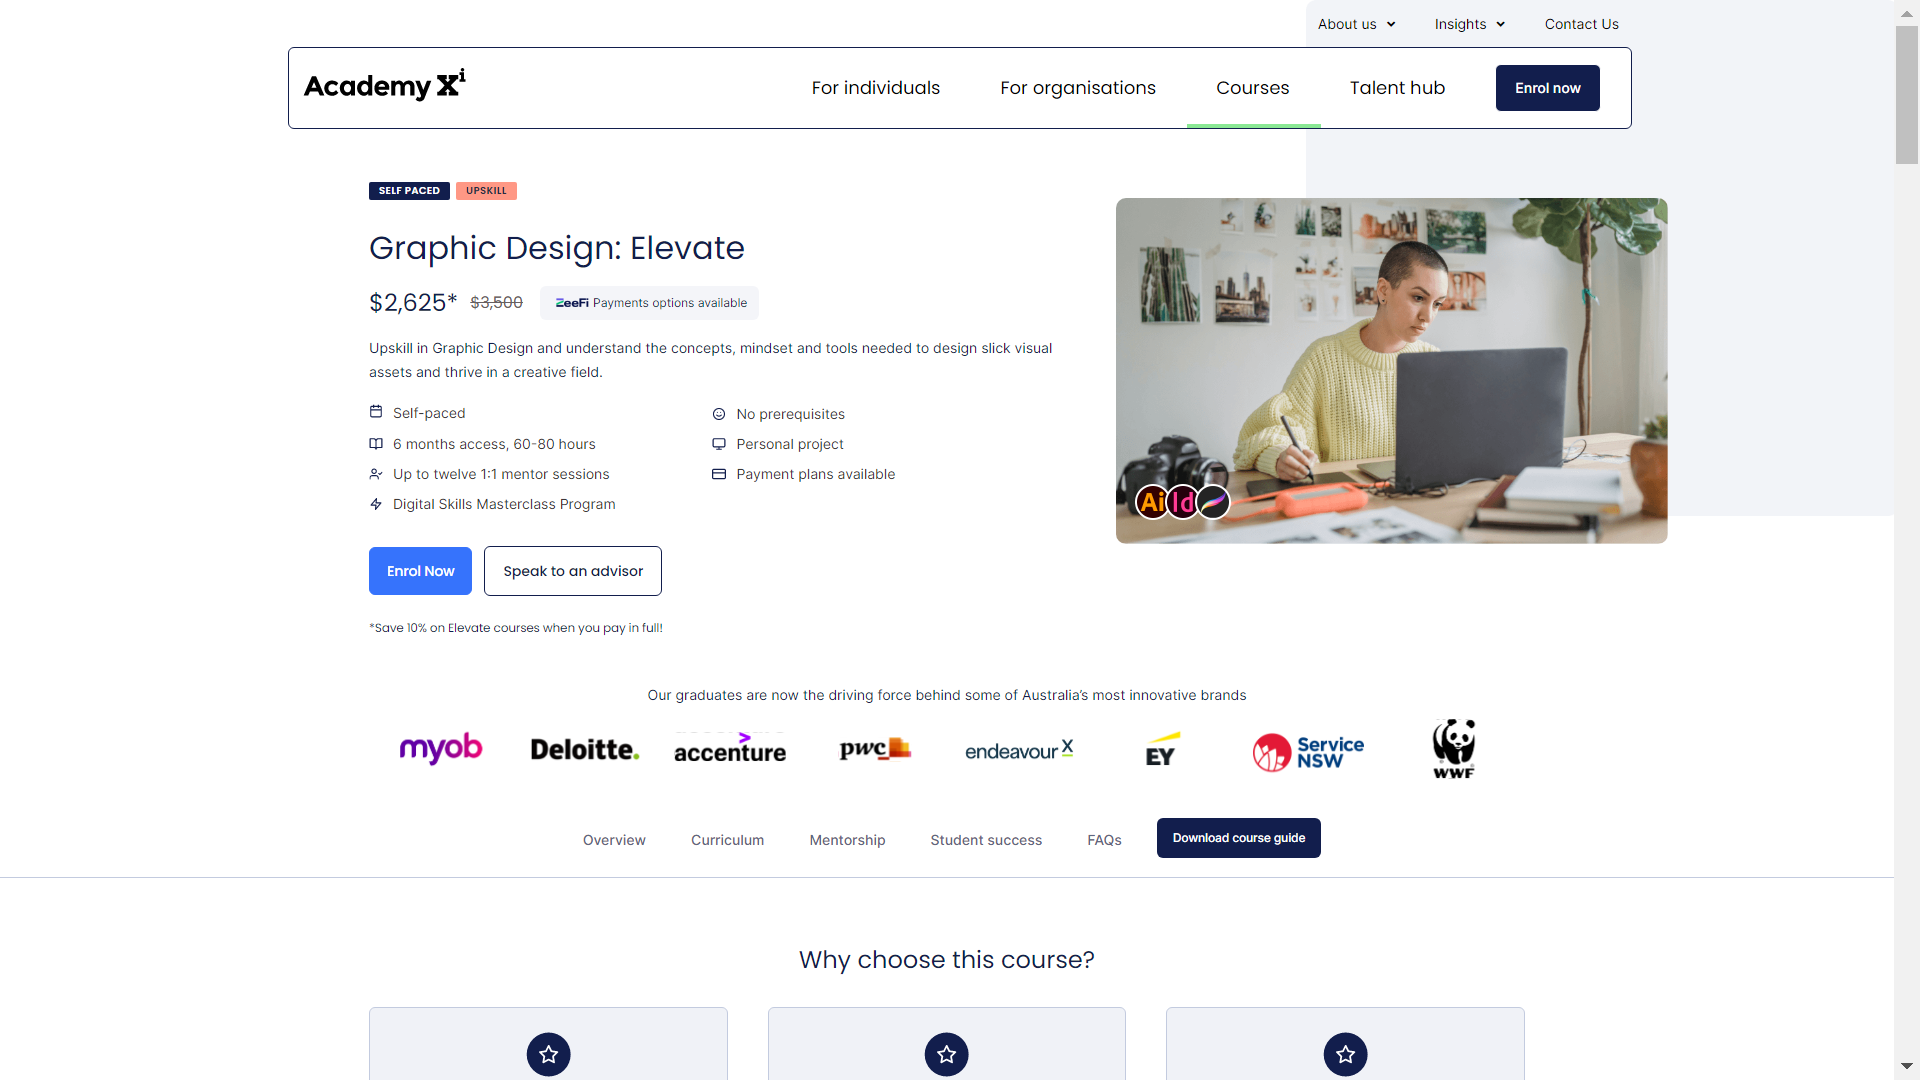 About us
Insights
Contact Us
Academy Xi
For individuals
For organisations
Courses
Talent hub
Enrol now
SELF PACED
UPSKILL
Graphic Design: Elevate
$2,625*
$3,500
ZeeFi Payments options available
Upskill in Graphic Design and understand the concepts, mindset and tools needed to design slick visual
assets and thrive in a creative field.
Self-paced
6 months access, 60-80 hours
Up to twelve 1:1 mentor sessions
Digital Skills Masterclass Program
No prerequisites
Personal project
Payment plans available
Ai
Id
Enrol Now
Speak to an advisor
*Save 10% on Elevate courses when you pay in full!
Our graduates are now the driving force behind some of Australia's most innovative brands
myob
Deloitte.
accenture
pwc
endeavour X
EY
Service
NSW
WWF
Overview
Curriculum
Mentorship
Student success
FAQs
Download course guide
Why choose this course?